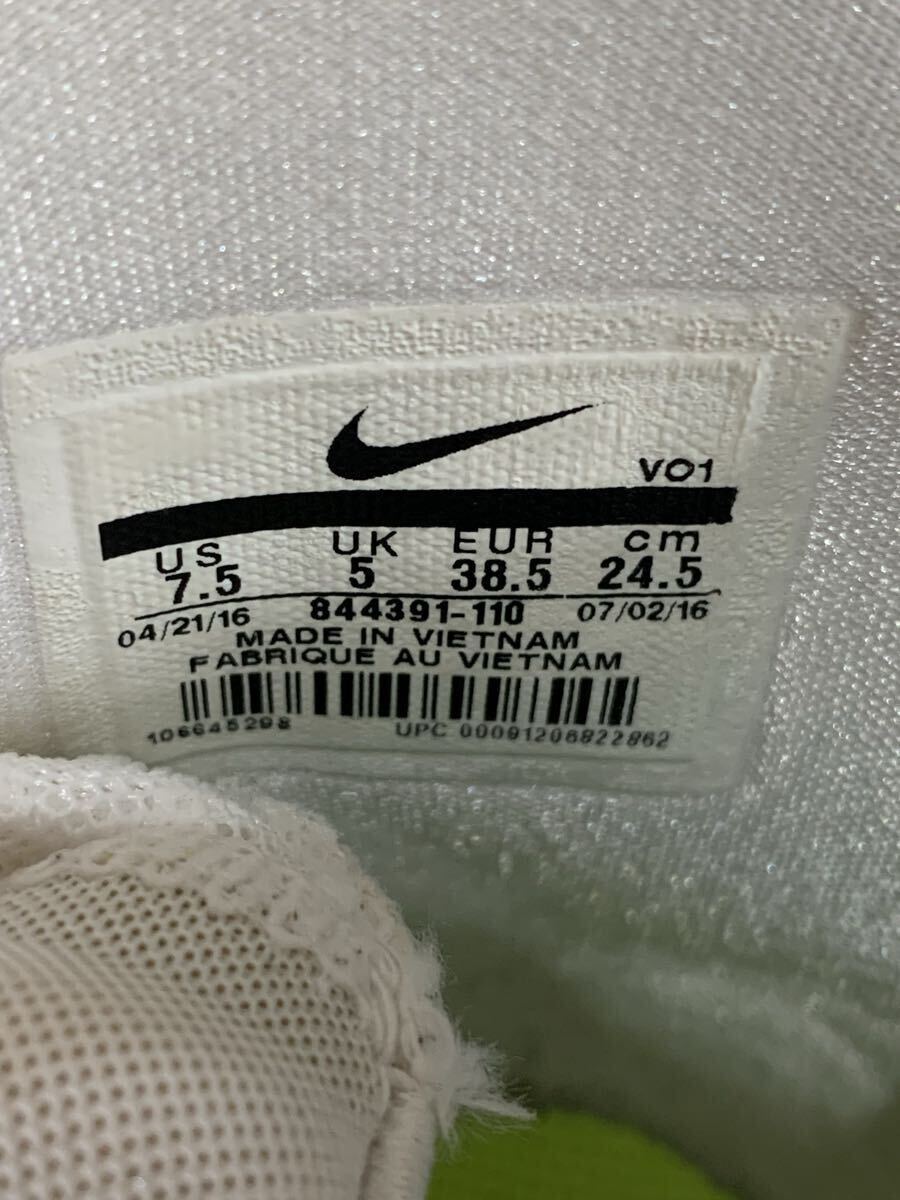 VO1
US UK EUR cm
7.5 5 38.5 24.5
04/21/16 844391-110 07/02/16
MADE IN VIETNAM
FABRIQUE AU VIETNAM
106645298 UPC 00091206822862